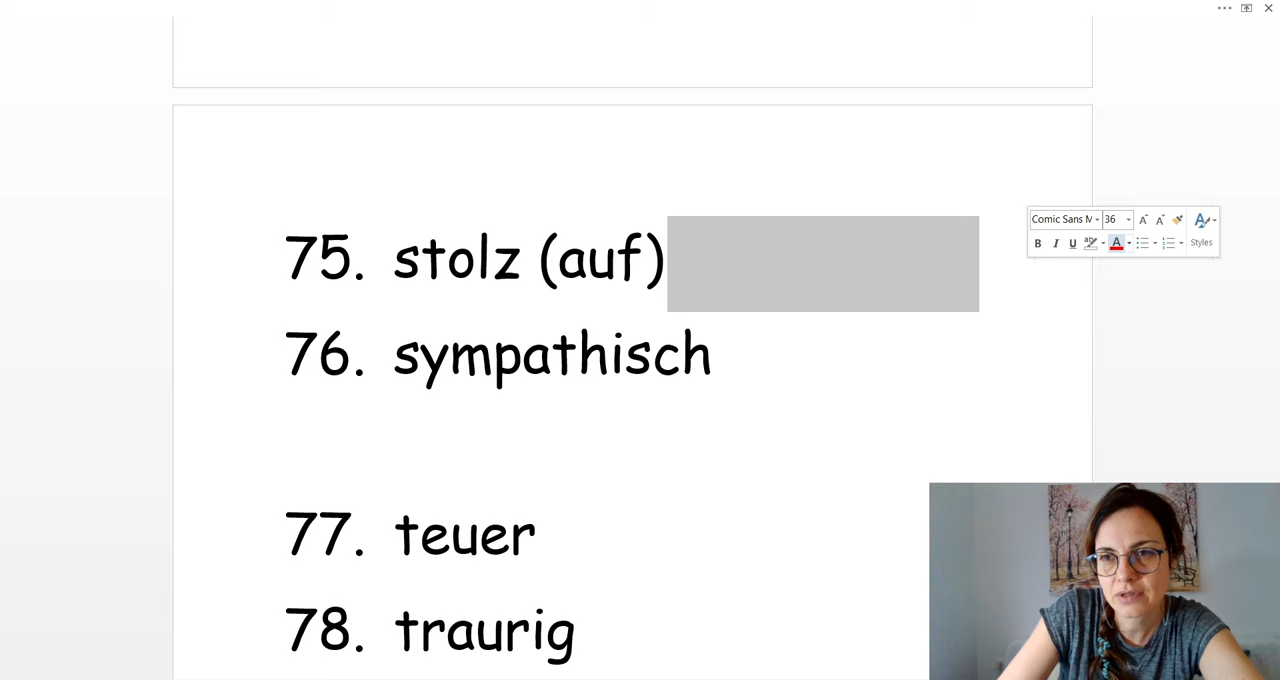 Comic Sans M 36
B I U Styles
75. stolz (auf)
76. sympathisch
77. teuer
78. traurig